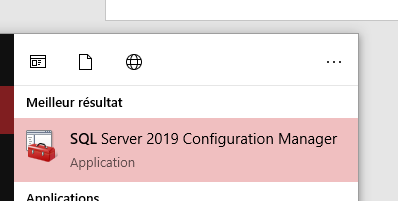 Meilleur résultat
SQL Server 2019 Configuration Manager
Application
Applications